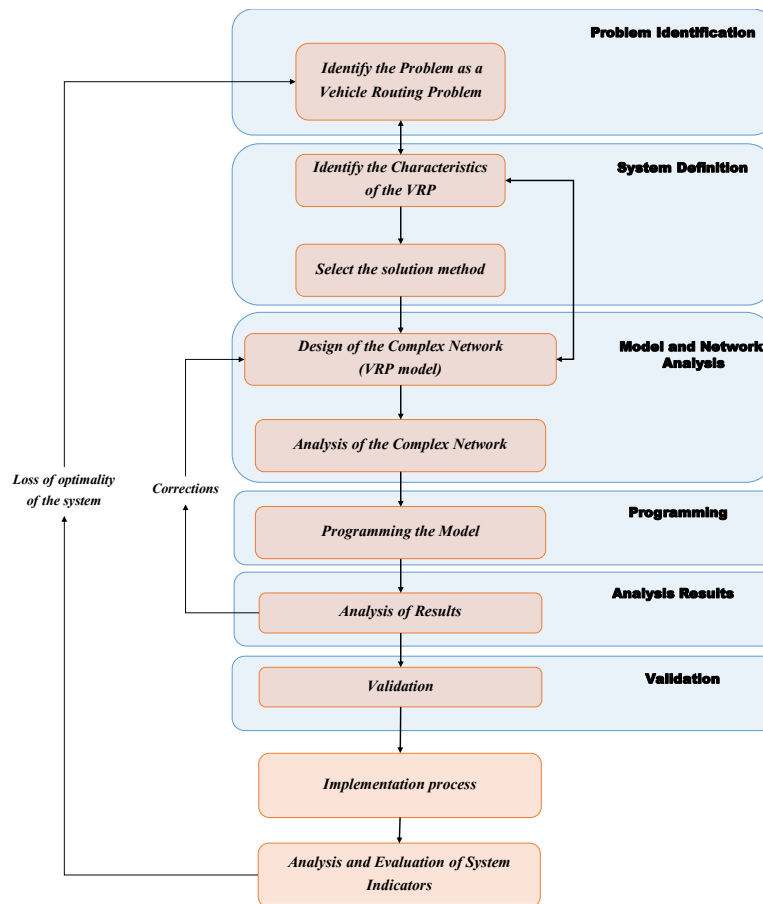 Problem Identification
Identify the Problem as a
Vehicle Routing Problem
Identify the Characteristics
of the VRP
System Definition
Select the solution method
Design of the Complex Network
(VRP model)
Model and Network
Analysis
Analysis of the Complex Network
Loss of optimality
of the system
Corrections
Programming
Programming the Model
Analysis Results
Analysis of Results
Validation
Validation
Implementation process
Analysis and Evaluation of System
Indicators